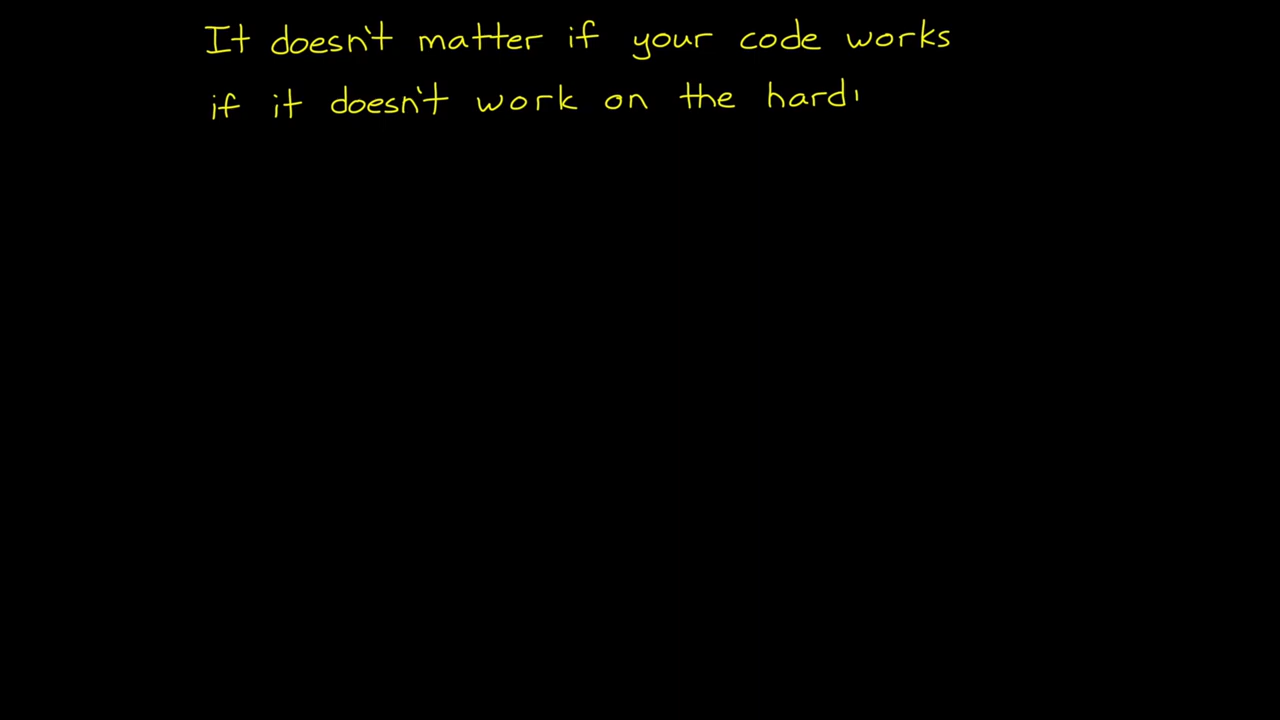 It doesn't matter if your code works
if it doesn't work on the hard